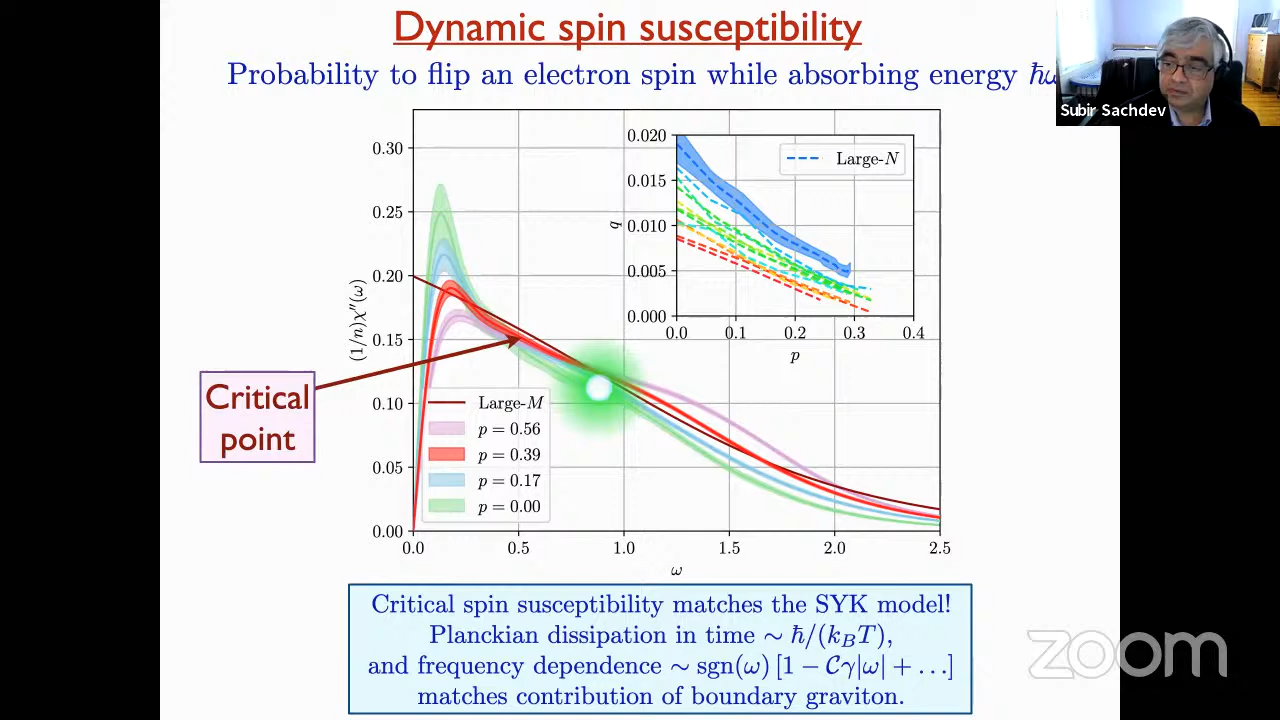 Dynamic spin susceptibility
Probability to flip an electron spin while absorbing energy ℏω
Subir Sachdev
0.30
0.25
0.20
0.15
0.10
0.05
0.00
(1/n)χ″(ω)
0.0 0.5 1.0 1.5 2.0 2.5
ω
0.020
0.015
0.010
0.005
0.000
q
0.0 0.1 0.2 0.3 0.4
p
Large-N
Critical
point
Large-M
p = 0.56
p = 0.39
p = 0.17
p = 0.00
Critical spin susceptibility matches the SYK model!
Planckian dissipation in time ∼ ℏ/(k_BT),
and frequency dependence ∼ sgn(ω) [1 − 𝒞γ|ω| + …]
matches contribution of boundary graviton.
zoom